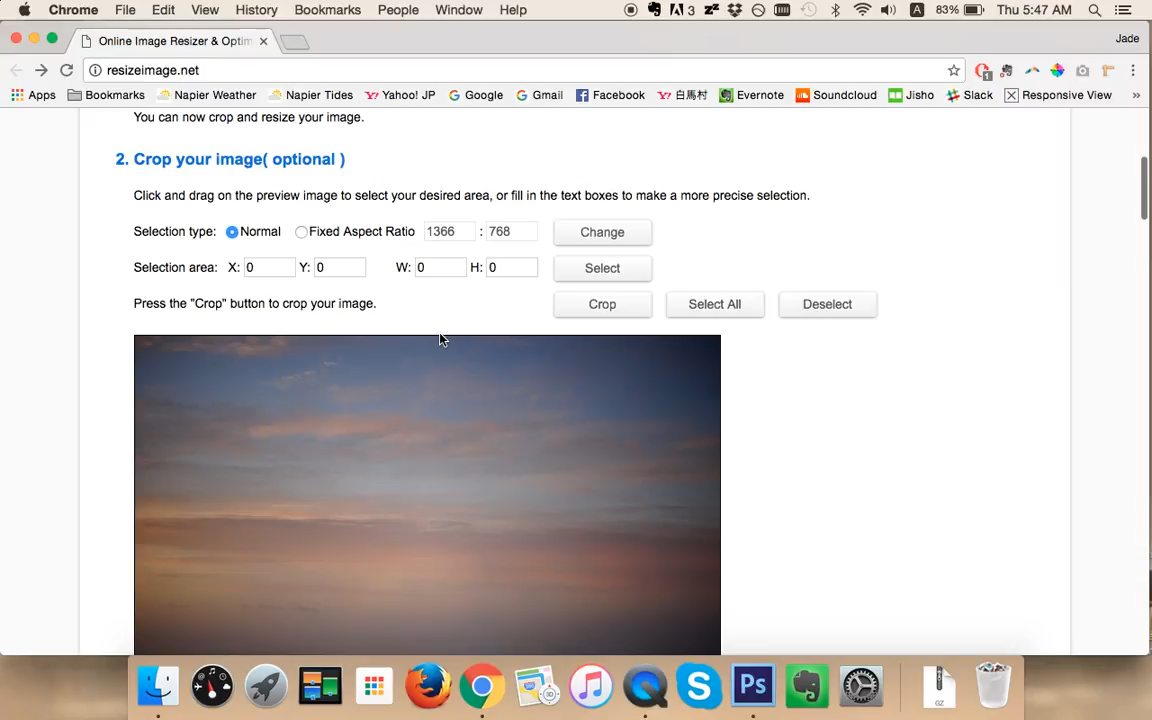 Chrome File Edit View History Bookmarks People Window Help 3 A 83% Thu 5:47 AM
Online Image Resizer & Optim Jade
resizeimage.net 1
Apps Bookmarks Napier Weather Napier Tides Yahoo! JP Google Gmail Facebook 白馬村 Evernote Soundcloud Jisho Slack Responsive View »
You can now crop and resize your image.
2. Crop your image( optional )
Click and drag on the preview image to select your desired area, or fill in the text boxes to make a more precise selection.
Selection type: Normal Fixed Aspect Ratio 1366 : 768 Change
Selection area: X: 0 Y: 0 W: 0 H: 0 Select
Press the "Crop" button to crop your image. Crop Select All Deselect
Ps
GZ